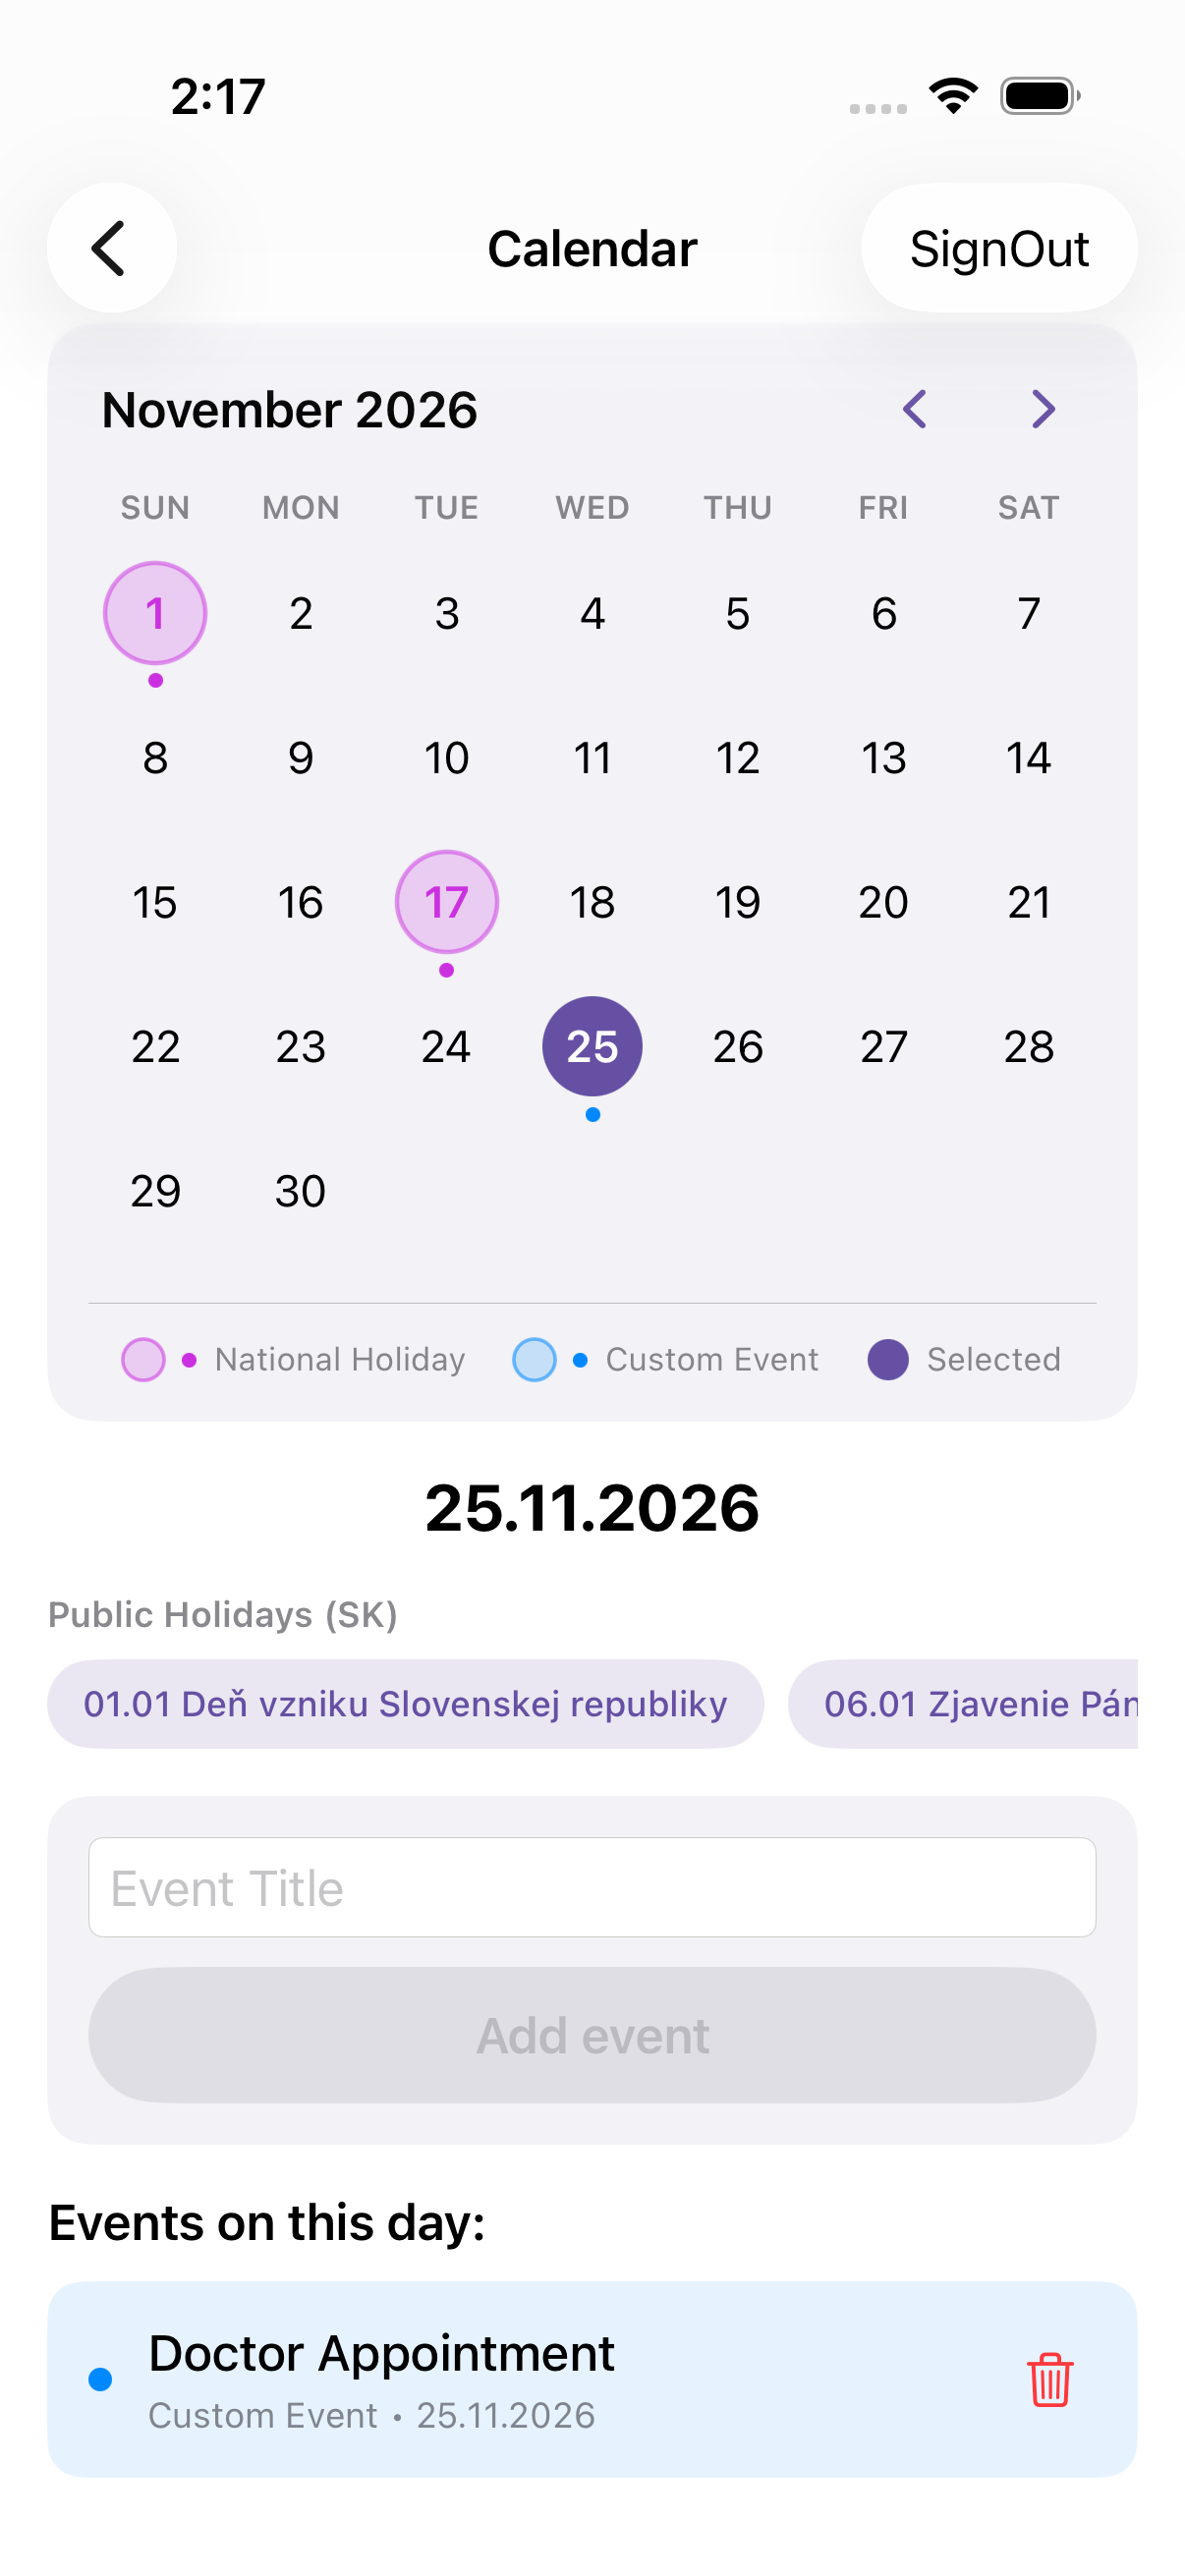 2:17
Calendar
SignOut
November 2026
SUN MON TUE WED THU FRI SAT
1 2 3 4 5 6 7
8 9 10 11 12 13 14
15 16 17 18 19 20 21
22 23 24 25 26 27 28
29 30
National Holiday Custom Event Selected
25.11.2026
Public Holidays (SK)
01.01 Deň vzniku Slovenskej republiky 06.01 Zjavenie Pán
Event Title
Add event
Events on this day:
Doctor Appointment
Custom Event • 25.11.2026